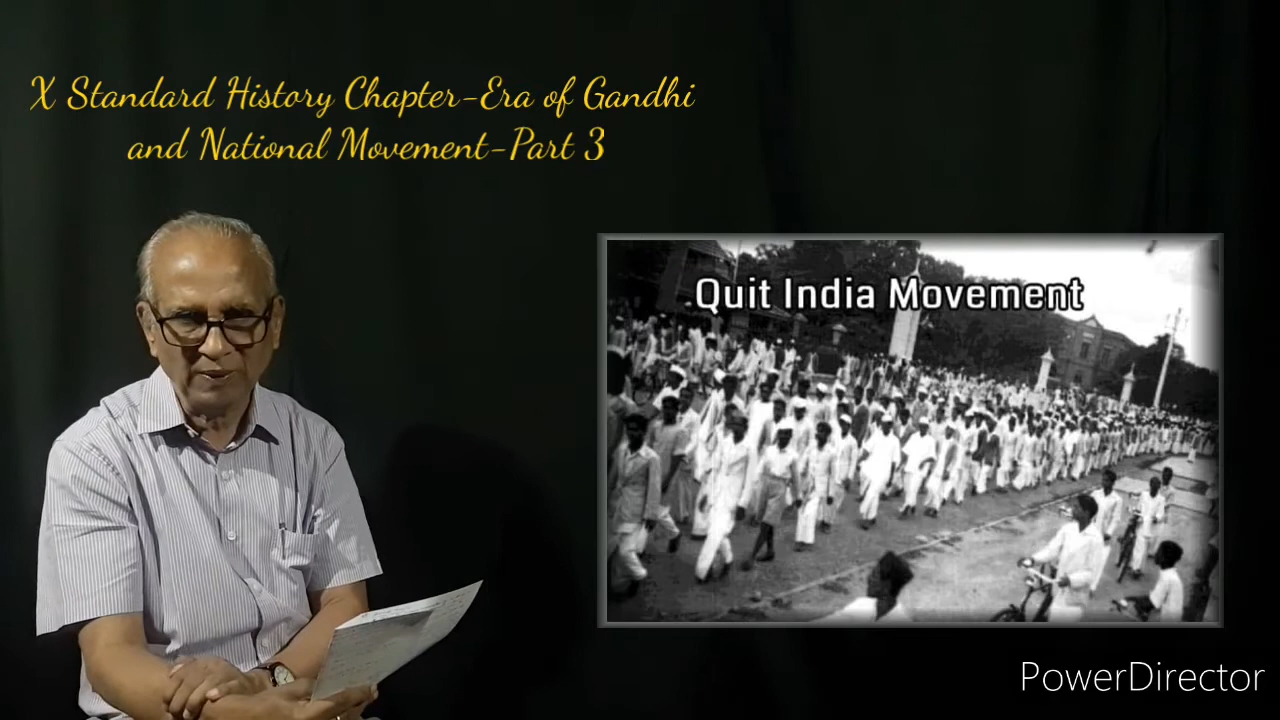 X Standard History Chapter-Era of Gandhi
and National Movement-Part 3
Quit India Movement
PowerDirector